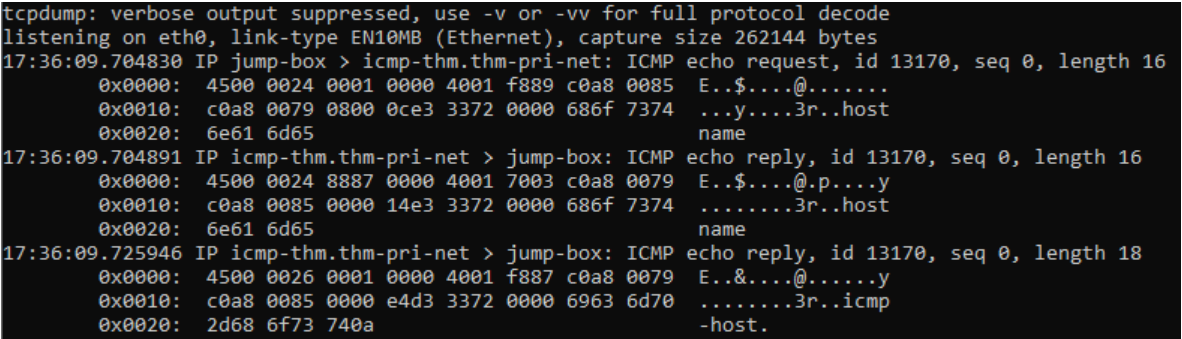 tcpdump: verbose output suppressed, use -v or -vv for full protocol decode
listening on eth0, link-type EN10MB (Ethernet), capture size 262144 bytes
17:36:09.704830 IP jump-box > icmp-thm.thm-pri-net: ICMP echo request, id 13170, seq 0, length 16
0x0000:  4500 0024 0001 0000 4001 f889 c0a8 0085  E..$....@.......
0x0010:  c0a8 0079 0800 0ce3 3372 0000 686f 7374  ...y....3r..host
0x0020:  6e61 6d65                                name
17:36:09.704891 IP icmp-thm.thm-pri-net > jump-box: ICMP echo reply, id 13170, seq 0, length 16
0x0000:  4500 0024 8887 0000 4001 7003 c0a8 0079  E..$....@.p....y
0x0010:  c0a8 0085 0000 14e3 3372 0000 686f 7374  ........3r..host
0x0020:  6e61 6d65                                name
17:36:09.725946 IP icmp-thm.thm-pri-net > jump-box: ICMP echo reply, id 13170, seq 0, length 18
0x0000:  4500 0026 0001 0000 4001 f887 c0a8 0079  E..&....@......y
0x0010:  c0a8 0085 0000 e4d3 3372 0000 6963 6d70  ........3r..icmp
0x0020:  2d68 6f73 740a                           -host.